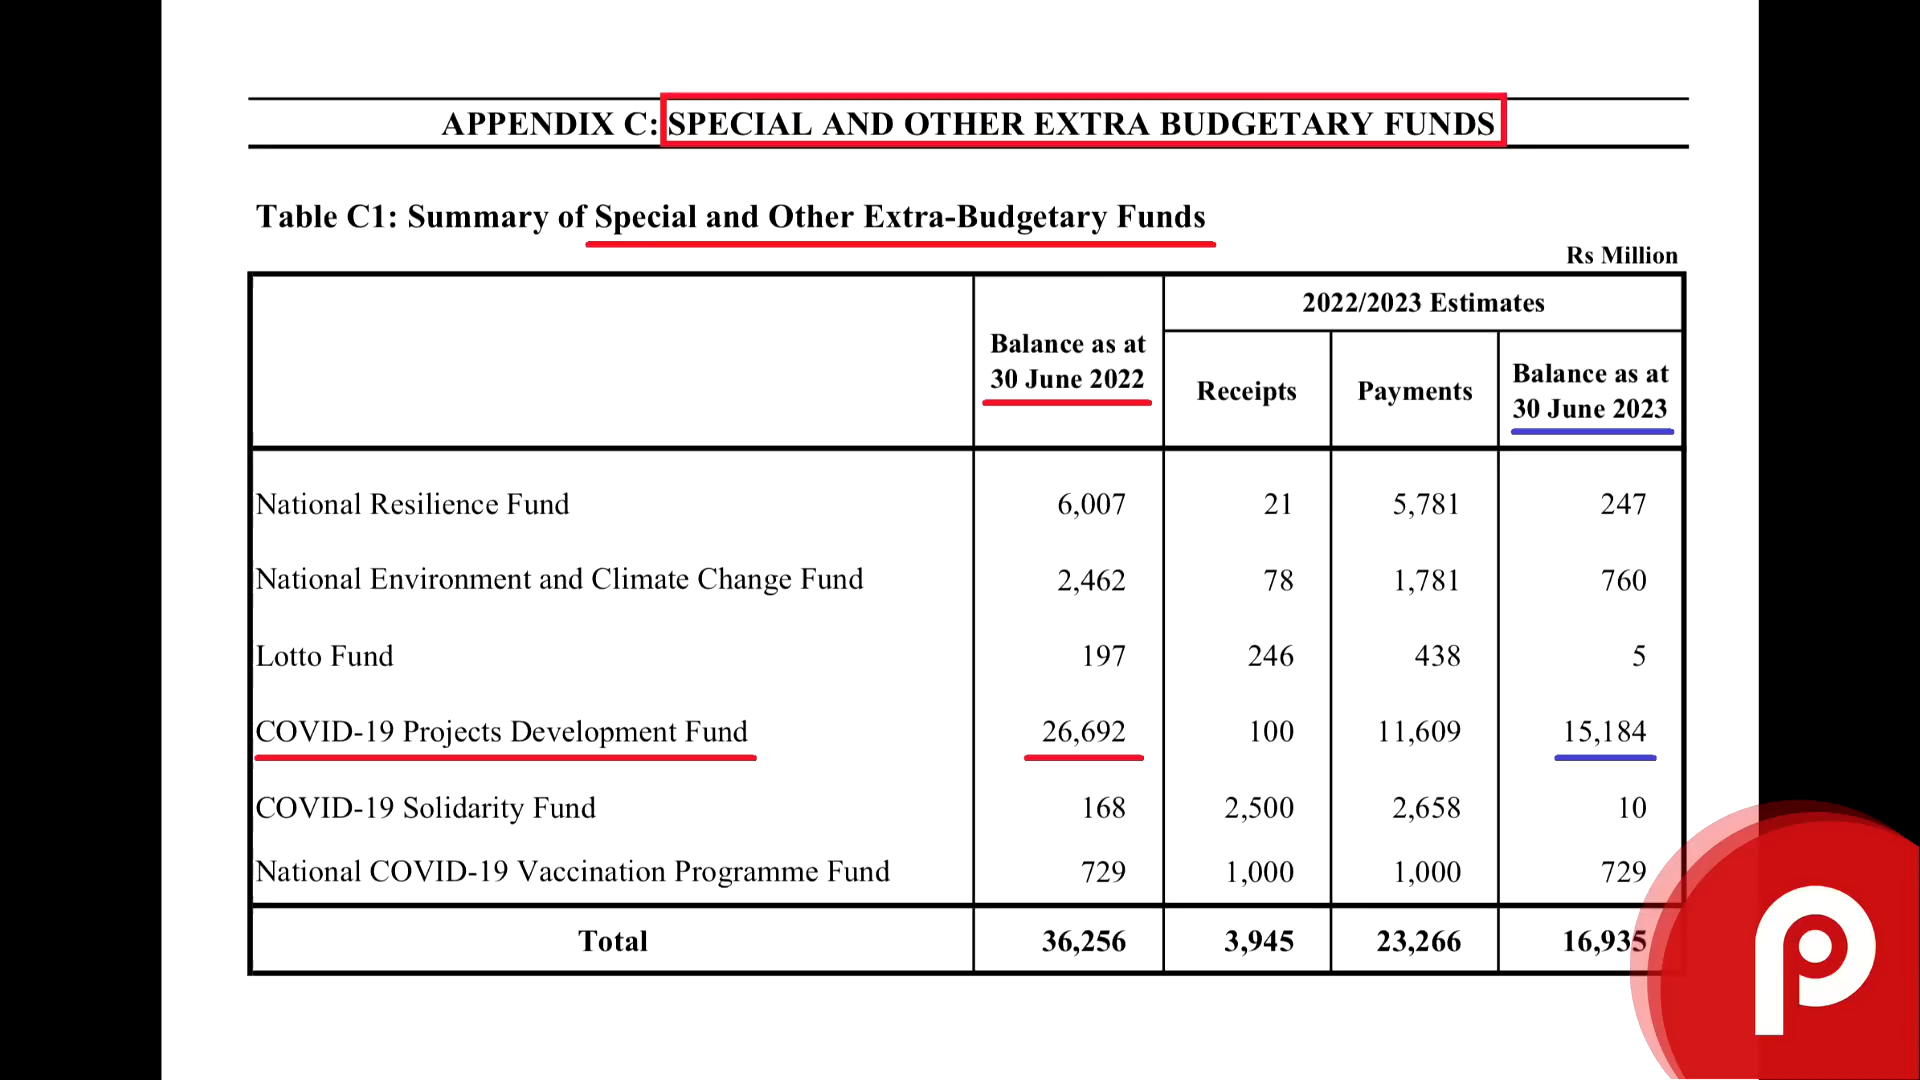 APPENDIX C: SPECIAL AND OTHER EXTRA BUDGETARY FUNDS
Table C1: Summary of Special and Other Extra-Budgetary Funds
Rs Million
Balance as at 30 June 2022
2022/2023 Estimates
Receipts
Payments
Balance as at 30 June 2023
National Resilience Fund 6,007 21 5,781 247
National Environment and Climate Change Fund 2,462 78 1,781 760
Lotto Fund 197 246 438 5
COVID-19 Projects Development Fund 26,692 100 11,609 15,184
COVID-19 Solidarity Fund 168 2,500 2,658 10
National COVID-19 Vaccination Programme Fund 729 1,000 1,000 729
Total 36,256 3,945 23,266 16,935